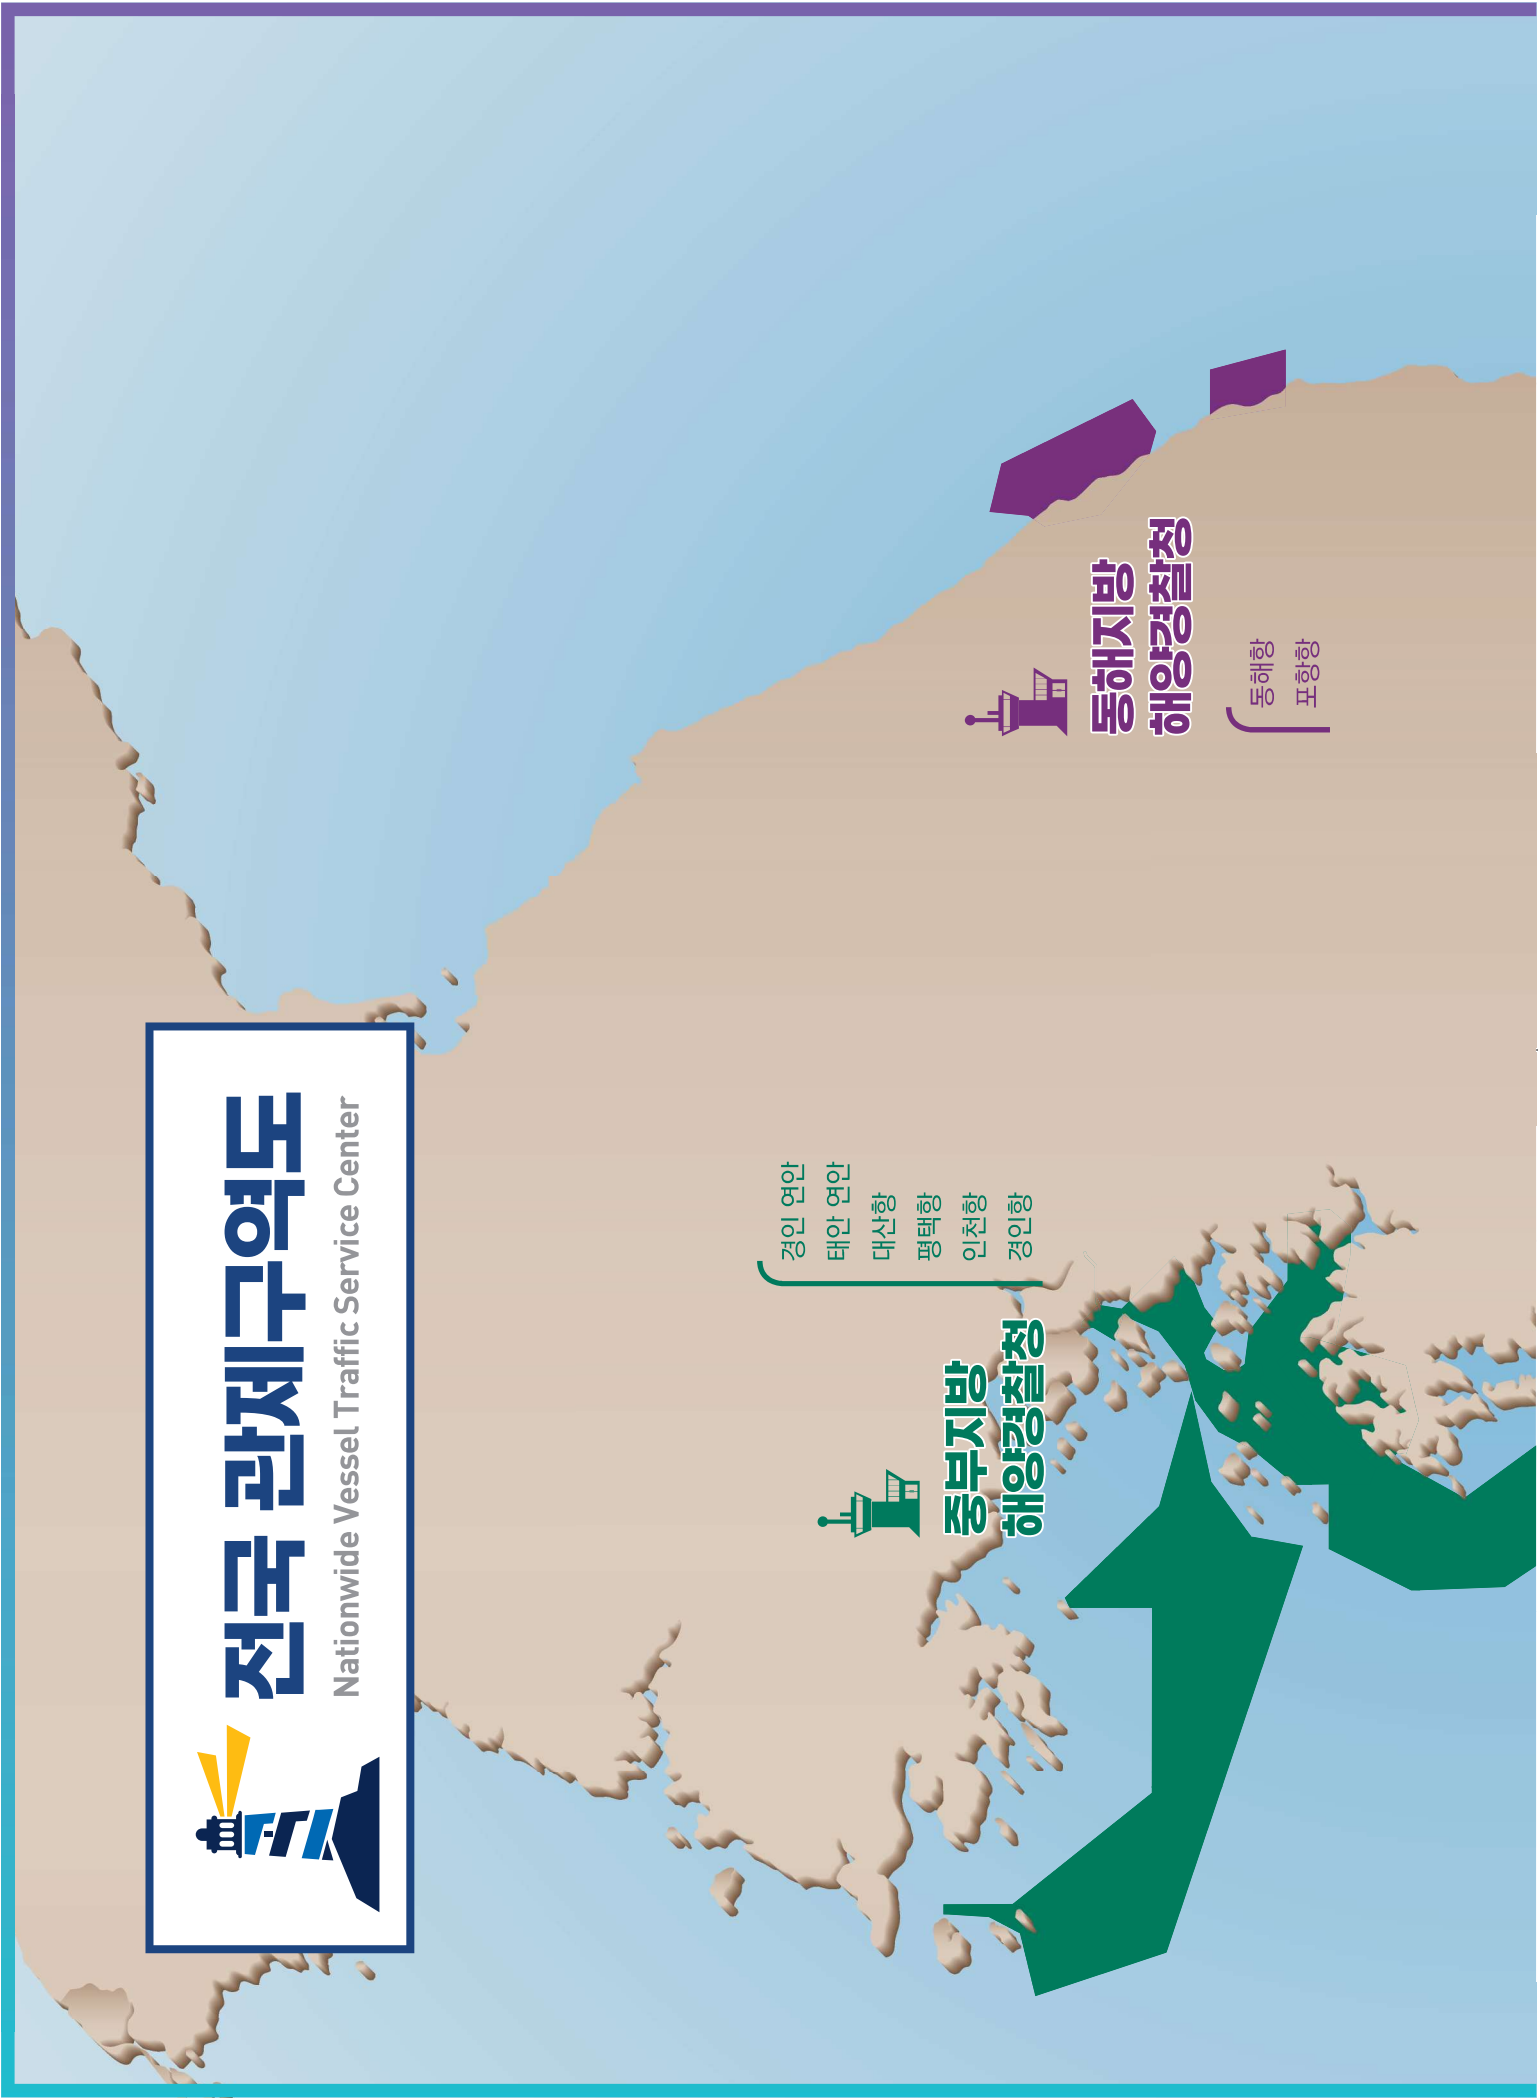 전국 관제구역도
Nationwide Vessel Traffic Service Center
중부지방
해양경찰청
경인 연안
태안 연안
대산항
평택항
인천항
경인항
동해지방
해양경찰청
동해항
포항항